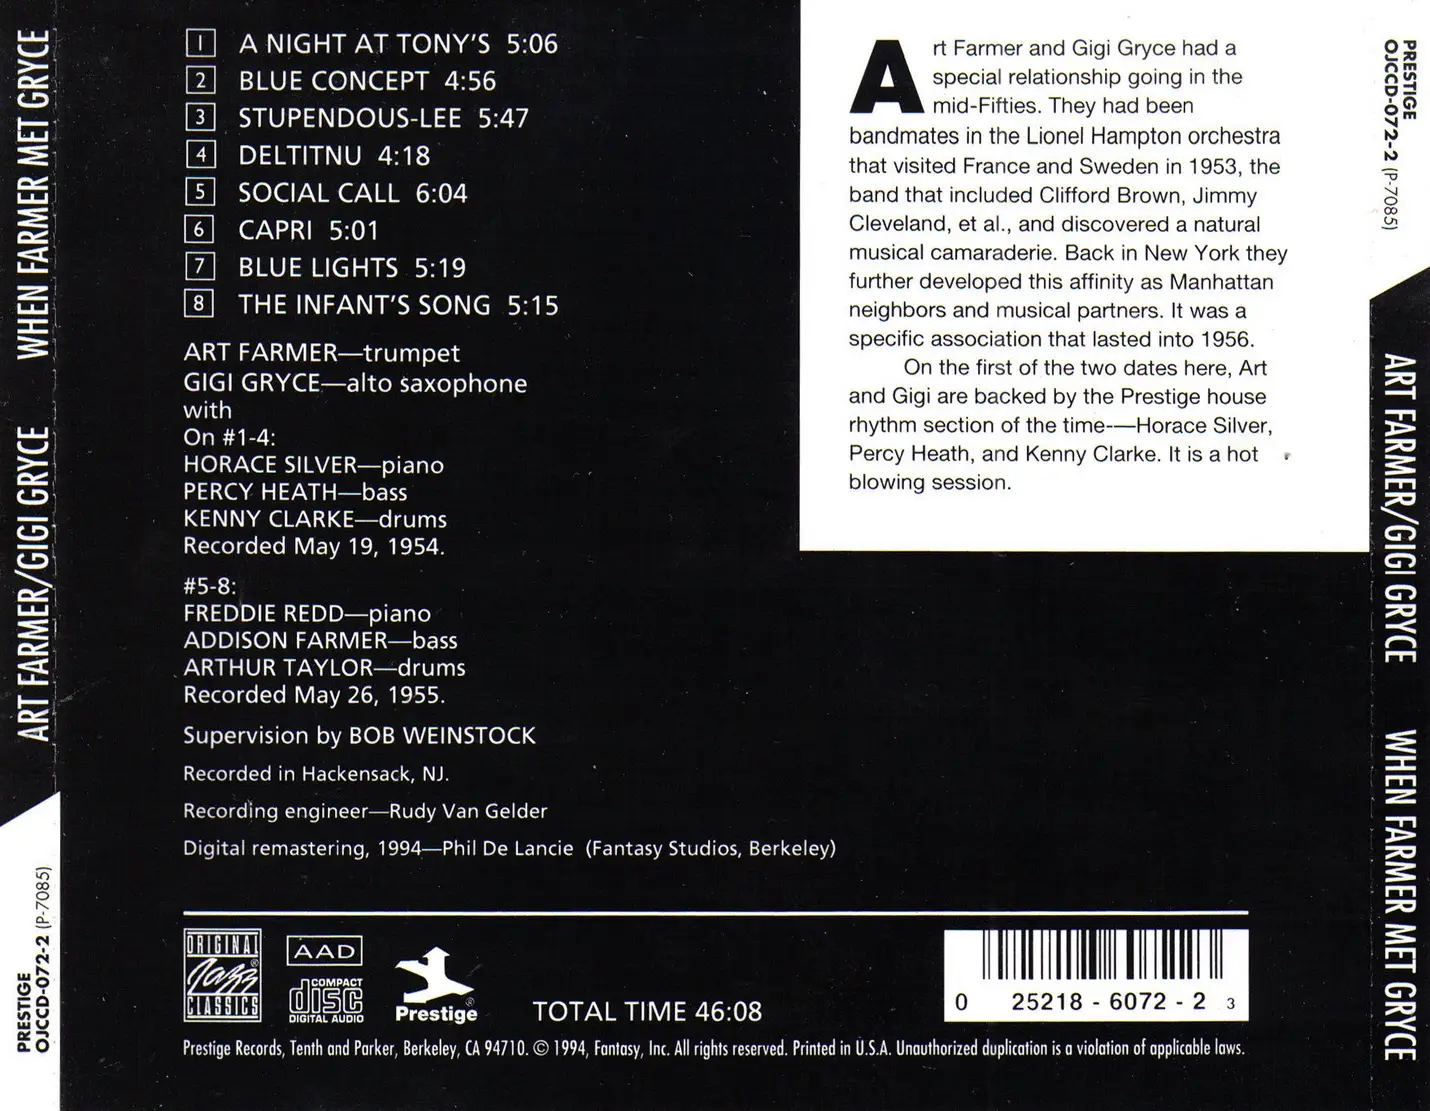 ART FARMER/GIGI GRYCE WHEN FARMER MET GRYCE
PRESTIGE
OJCCD-072-2 (P-7085)
1 A NIGHT AT TONY'S 5:06
2 BLUE CONCEPT 4:56
3 STUPENDOUS-LEE 5:47
4 DELTITNU 4:18
5 SOCIAL CALL 6:04
6 CAPRI 5:01
7 BLUE LIGHTS 5:19
8 THE INFANT'S SONG 5:15
ART FARMER—trumpet
GIGI GRYCE—alto saxophone
with
On #1-4:
HORACE SILVER—piano
PERCY HEATH—bass
KENNY CLARKE—drums
Recorded May 19, 1954.
#5-8:
FREDDIE REDD—piano
ADDISON FARMER—bass
ARTHUR TAYLOR—drums
Recorded May 26, 1955.
Supervision by BOB WEINSTOCK
Recorded in Hackensack, NJ.
Recording engineer—Rudy Van Gelder
Digital remastering, 1994—Phil De Lancie (Fantasy Studios, Berkeley)
Art Farmer and Gigi Gryce had a
special relationship going in the
mid-Fifties. They had been
bandmates in the Lionel Hampton orchestra
that visited France and Sweden in 1953, the
band that included Clifford Brown, Jimmy
Cleveland, et al., and discovered a natural
musical camaraderie. Back in New York they
further developed this affinity as Manhattan
neighbors and musical partners. It was a
specific association that lasted into 1956.
On the first of the two dates here, Art
and Gigi are backed by the Prestige house
rhythm section of the time-—Horace Silver,
Percy Heath, and Kenny Clarke. It is a hot
blowing session.
ORIGINAL
Jazz®
CLASSICS
AAD
COMPACT
disc
DIGITAL AUDIO
Prestige®
TOTAL TIME 46:08
0 25218 - 6072 - 2 3
Prestige Records, Tenth and Parker, Berkeley, CA 94710. © 1994, Fantasy, Inc. All rights reserved. Printed in U.S.A. Unauthorized duplication is a violation of applicable laws.
PRESTIGE
OJCCD-072-2 (P-7085)
ART FARMER/GIGI GRYCE WHEN FARMER MET GRYCE